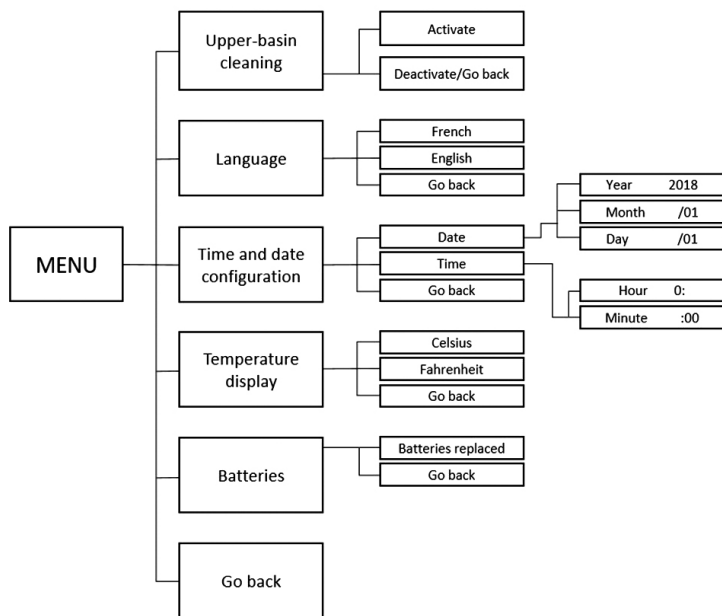 MENU
Upper-basin
cleaning
Activate
Deactivate/Go back
Language
French
English
Go back
Time and date
configuration
Date
Year 2018
Month /01
Day /01
Time
Hour 0:
Minute :00
Go back
Temperature
display
Celsius
Fahrenheit
Go back
Batteries
Batteries replaced
Go back
Go back